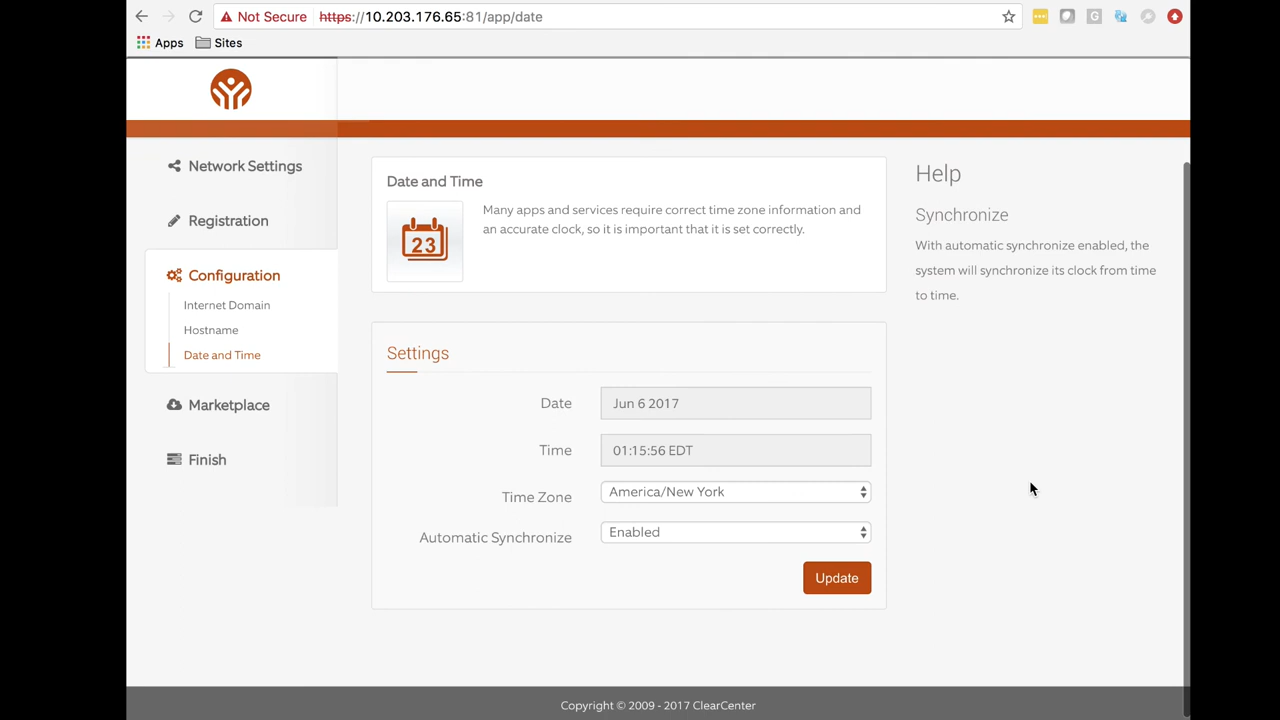 Not Secure https://10.203.176.65:81/app/date
Apps Sites
Network Settings
Registration
Configuration
Internet Domain
Hostname
Date and Time
Marketplace
Finish
Date and Time
23
Many apps and services require correct time zone information and
an accurate clock, so it is important that it is set correctly.
Settings
Date Jun 6 2017
Time 01:15:56 EDT
Time Zone America/New York
Automatic Synchronize Enabled
Update
Help
Synchronize
With automatic synchronize enabled, the
system will synchronize its clock from time
to time.
Copyright © 2009 - 2017 ClearCenter